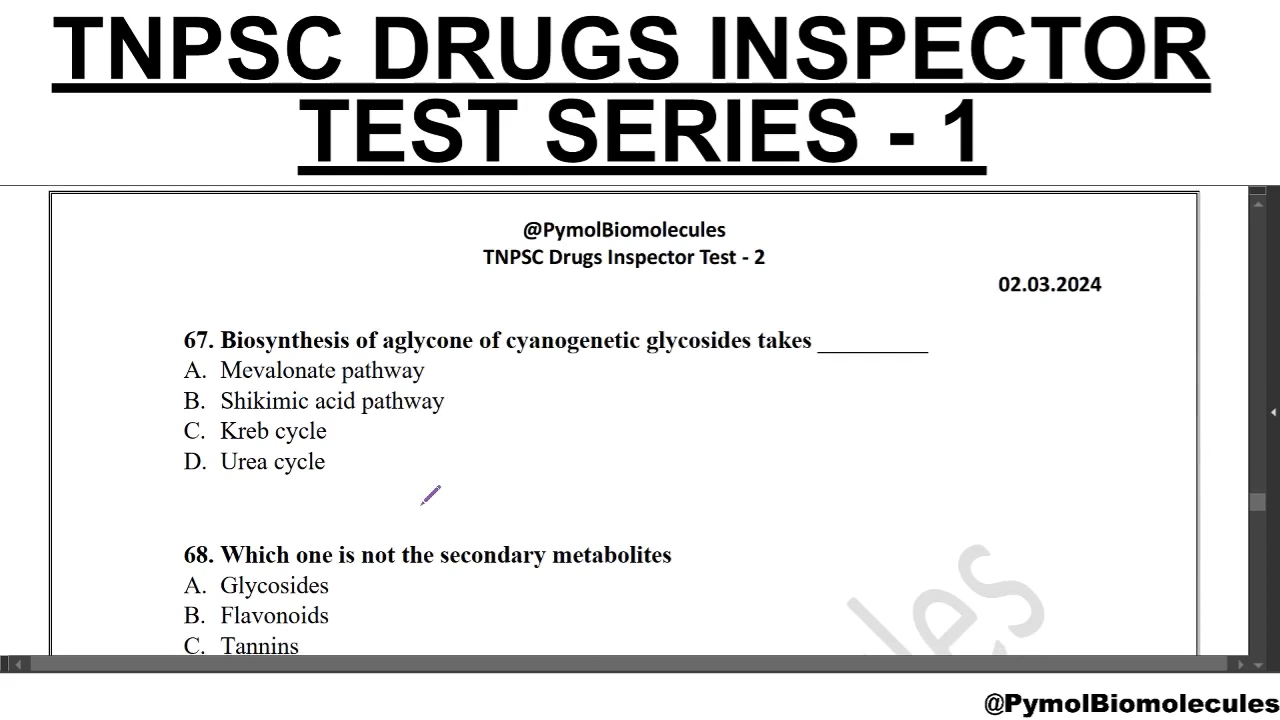 TNPSC DRUGS INSPECTOR
TEST SERIES - 1
@PymolBiomolecules
TNPSC Drugs Inspector Test - 2
02.03.2024
67. Biosynthesis of aglycone of cyanogenetic glycosides takes _________
A. Mevalonate pathway
B. Shikimic acid pathway
C. Kreb cycle
D. Urea cycle
68. Which one is not the secondary metabolites
A. Glycosides
B. Flavonoids
C. Tannins
@PymolBiomolecules